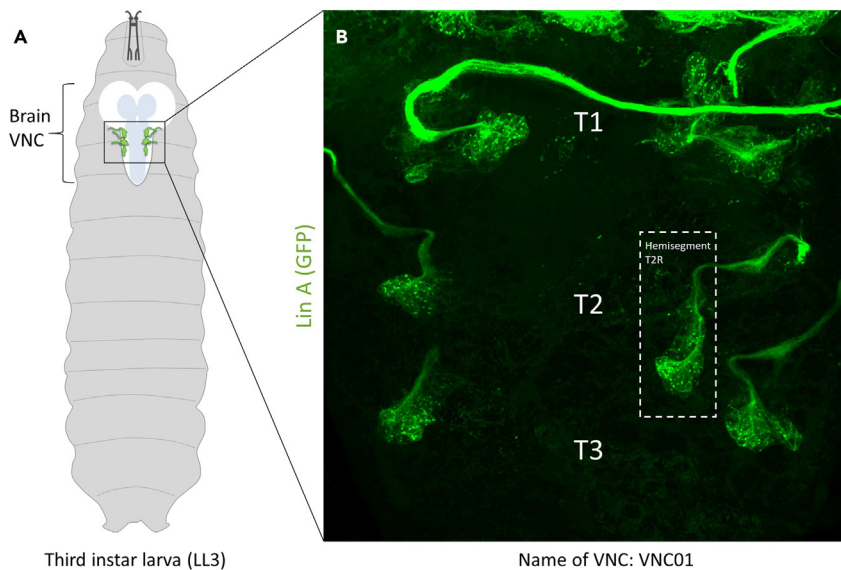 A
Brain
VNC
Third instar larva (LL3)
B
Lin A (GFP)
T1
Hemisegment
T2R
T2
T3
Name of VNC: VNC01